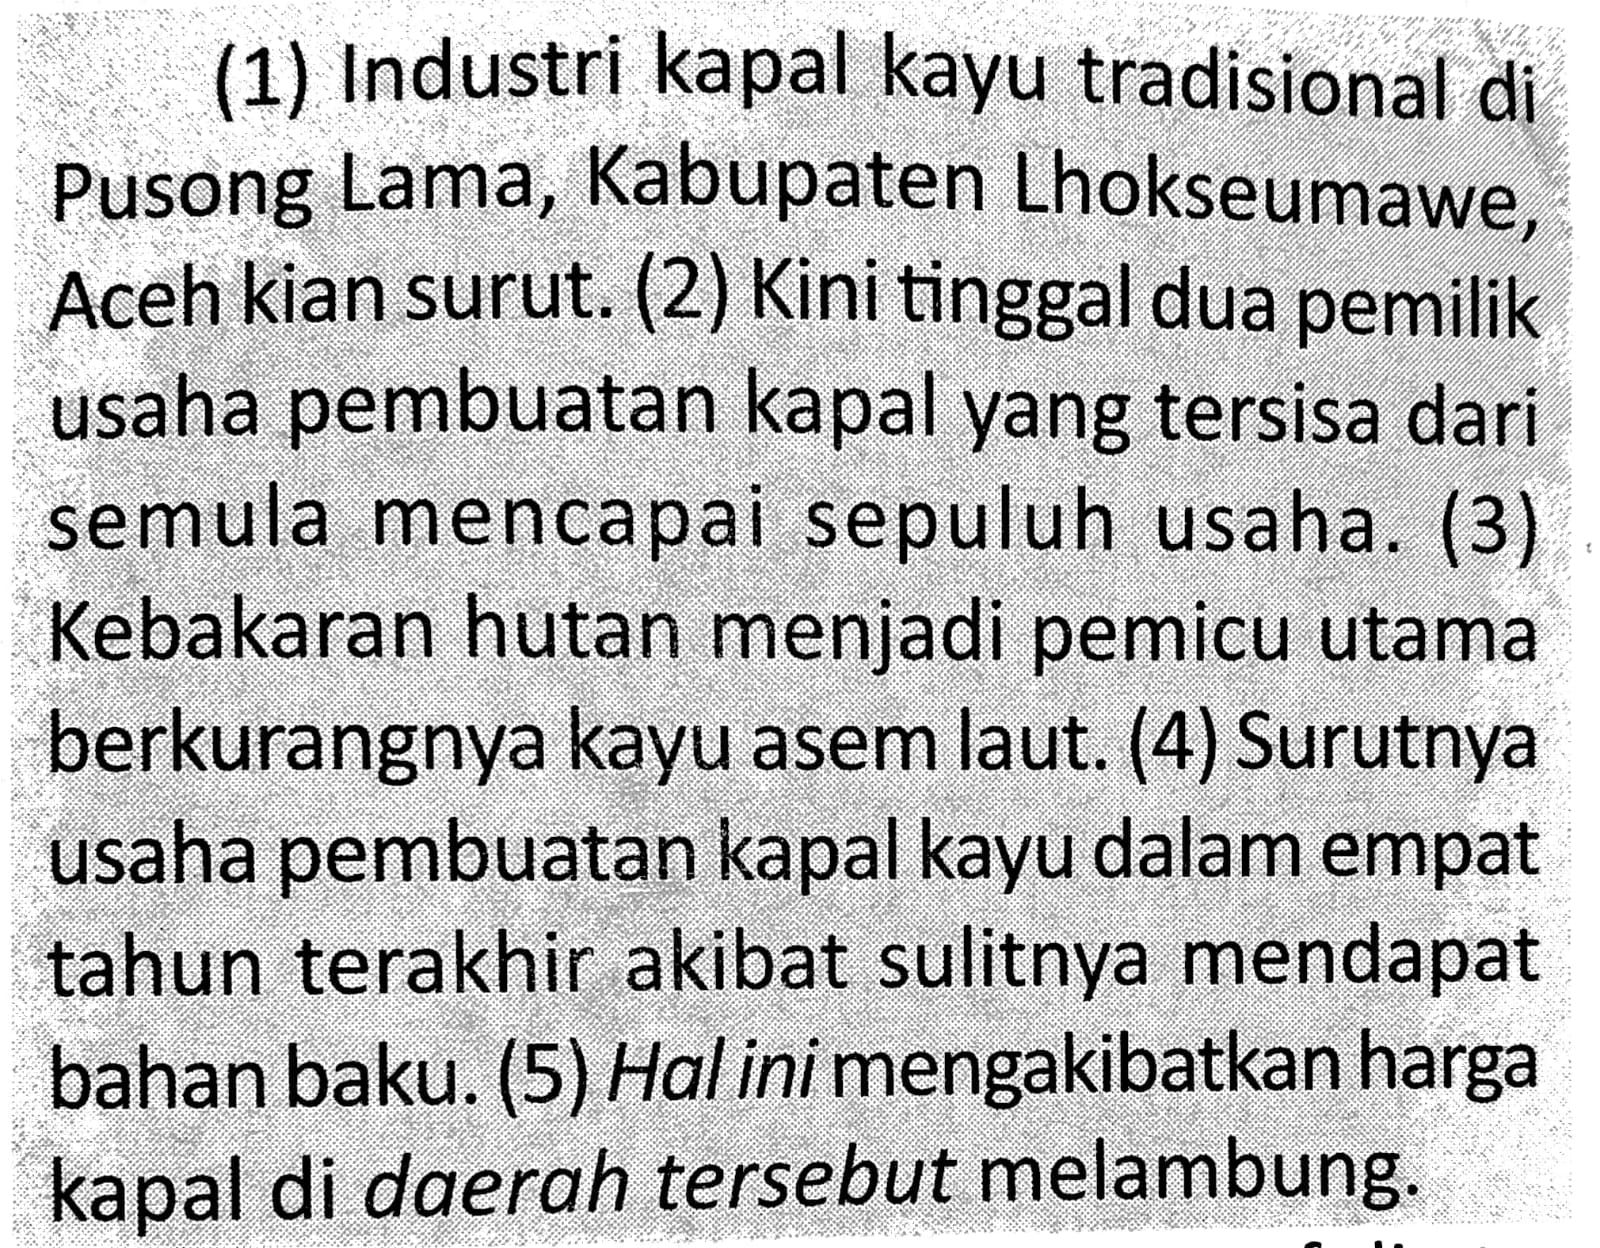 (1) Industri kapal kayu tradisional di
Pusong Lama, Kabupaten Lhokseumawe,
Aceh kian surut. (2) Kini tinggal dua pemilik
usaha pembuatan kapal yang tersisa dari
semula mencapai sepuluh usaha. (3)
Kebakaran hutan menjadi pemicu utama
berkurangnya kayu asem laut. (4) Surutnya
usaha pembuatan kapal kayu dalam empat
tahun terakhir akibat sulitnya mendapat
bahan baku. (5) Hal ini mengakibatkan harga
kapal di daerah tersebut melambung.